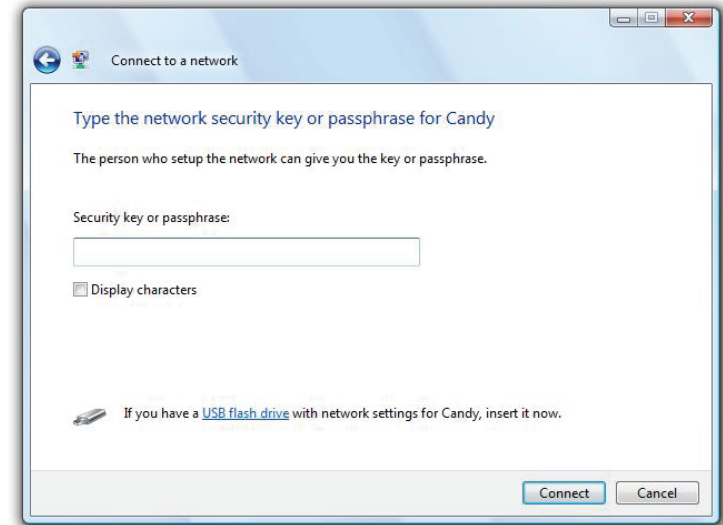 Connect to a network
Type the network security key or passphrase for Candy
The person who setup the network can give you the key or passphrase.
Security key or passphrase:
Display characters
If you have a USB flash drive with network settings for Candy, insert it now.
Connect Cancel